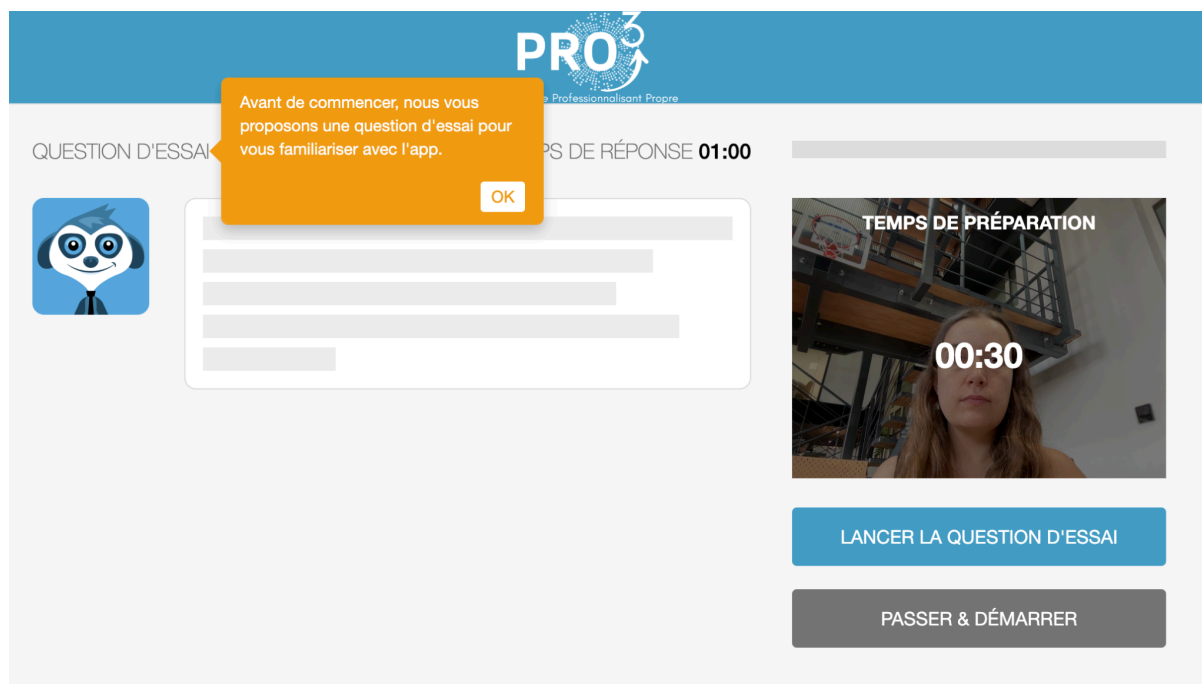 PRO3
e Professionnalisant Propre
Avant de commencer, nous vous
proposons une question d'essai pour
vous familiariser avec l'app.
OK
QUESTION D'ESSAI
PS DE RÉPONSE 01:00
TEMPS DE PRÉPARATION
00:30
LANCER LA QUESTION D'ESSAI
PASSER & DÉMARRER